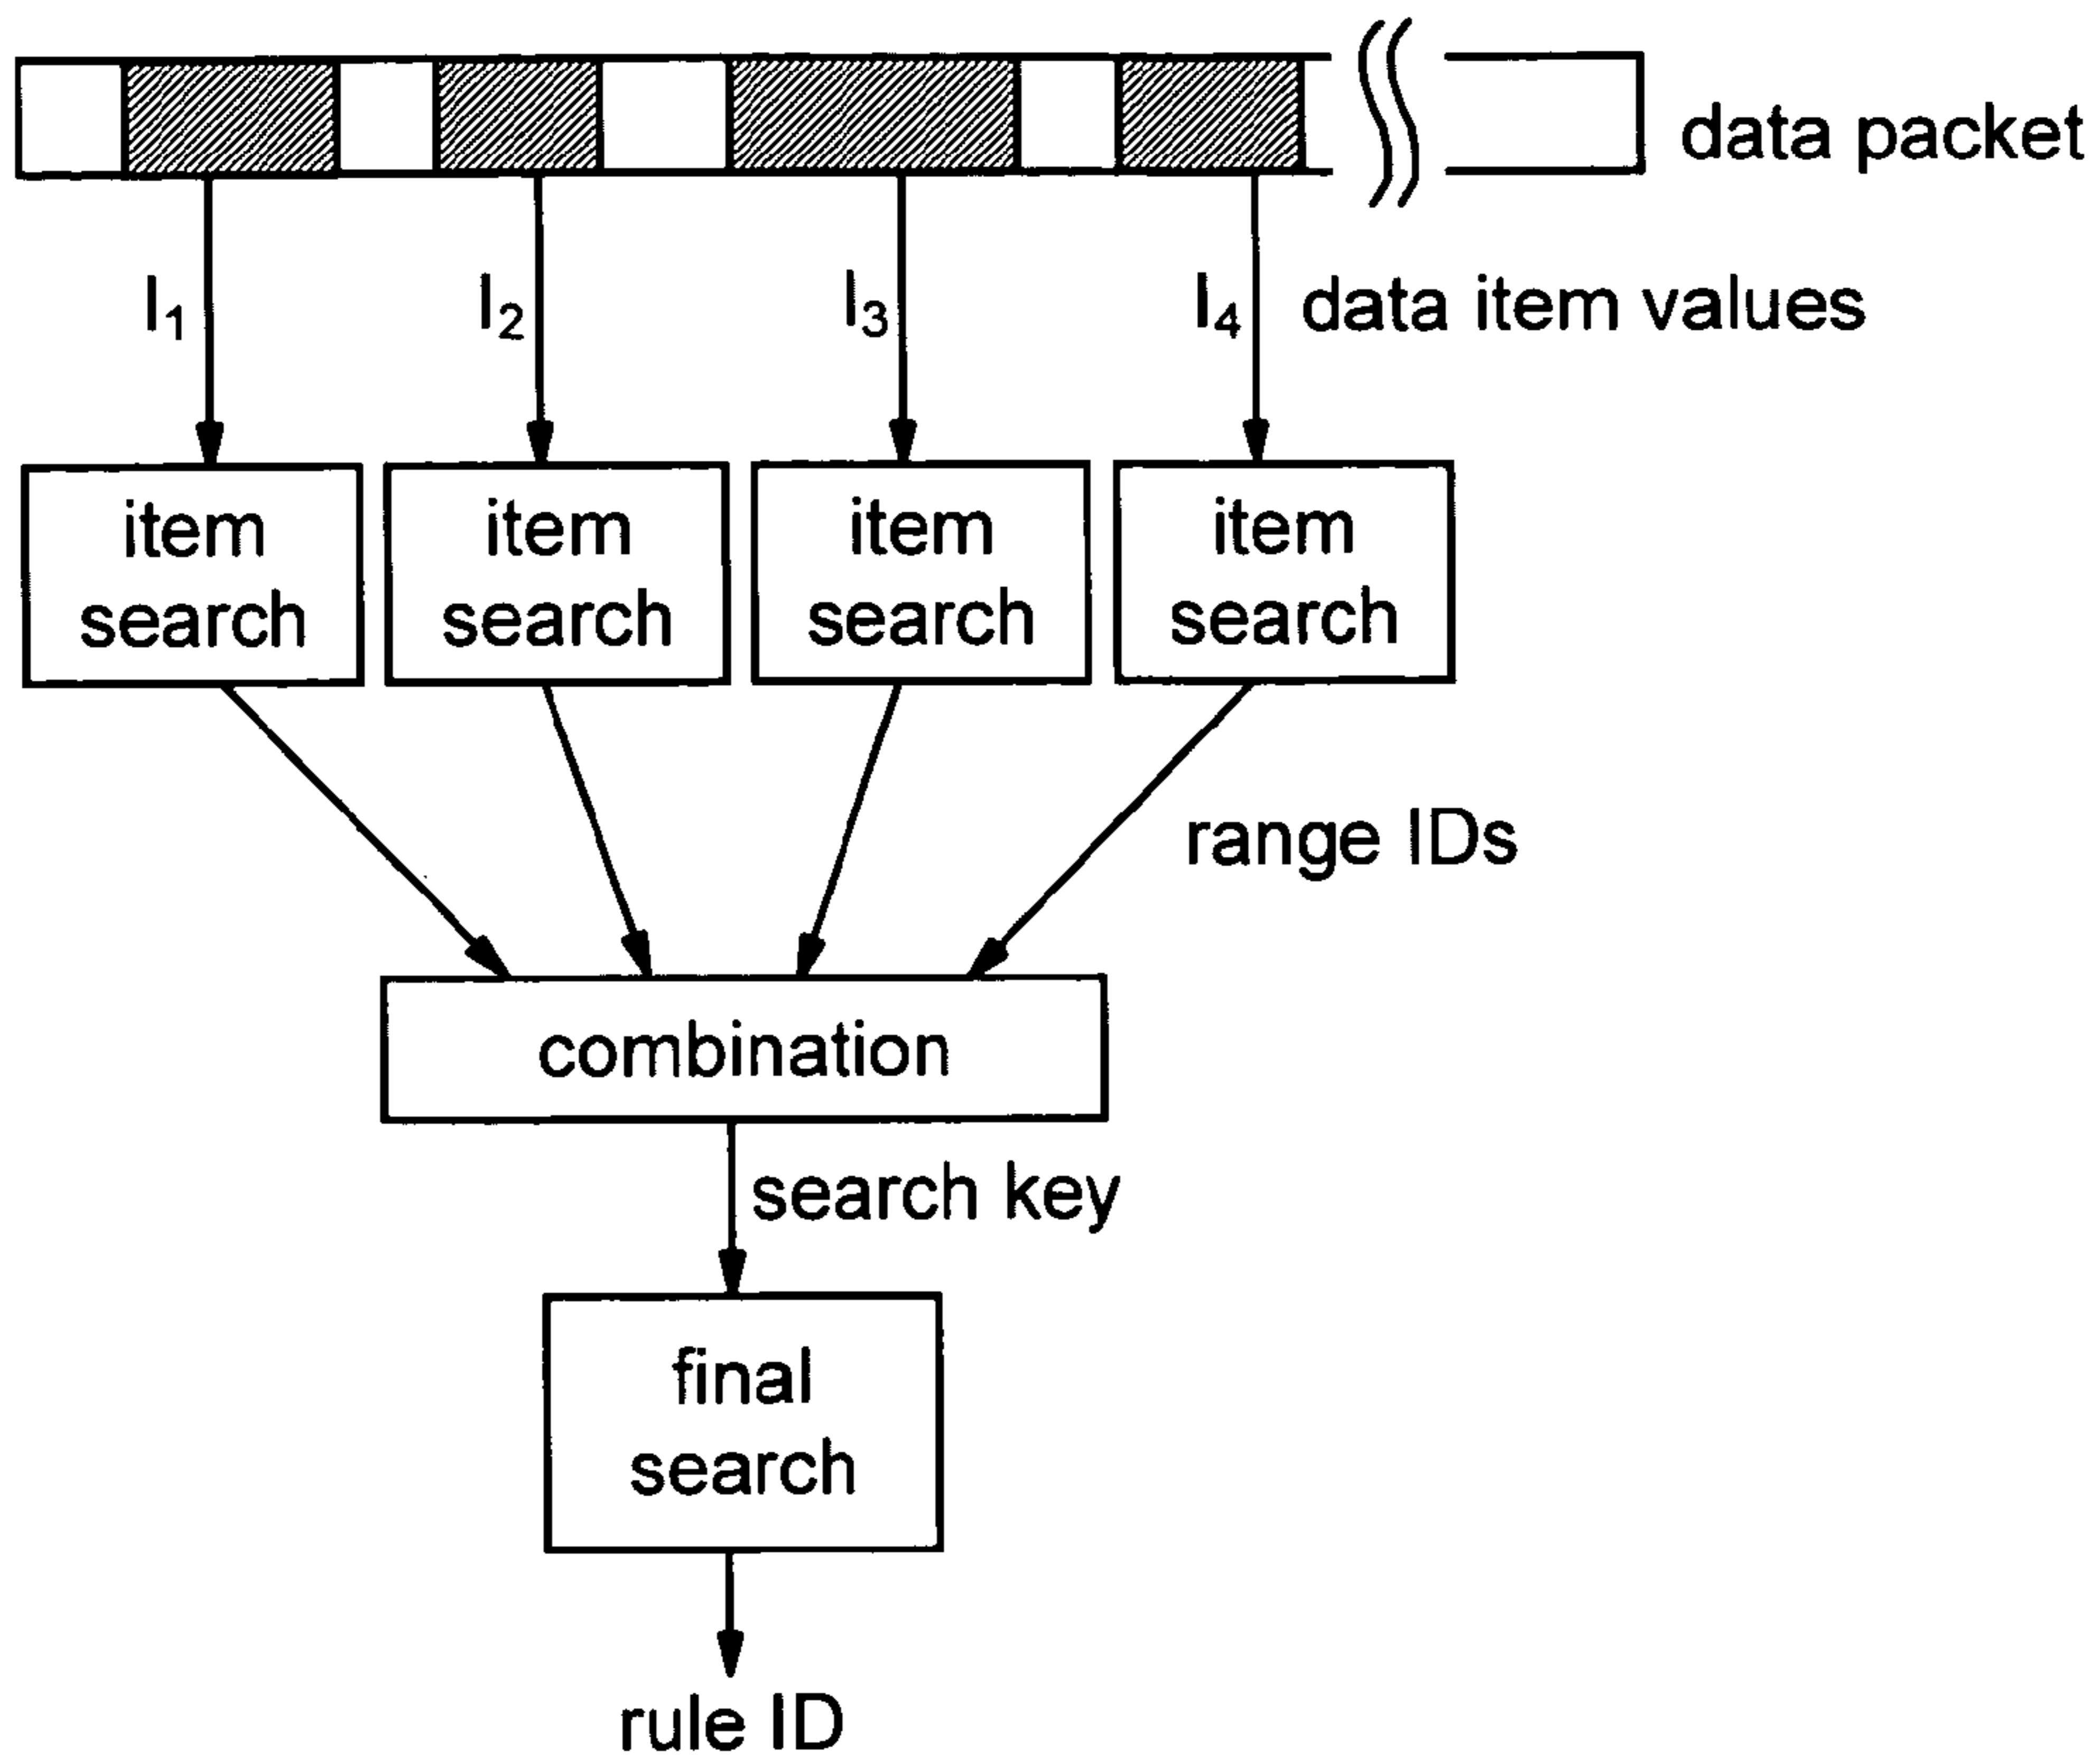 data packet
I₁ I₂ I₃ I₄ data item values
item item item item
search search search search
range IDs
combination
search key
final
search
rule ID